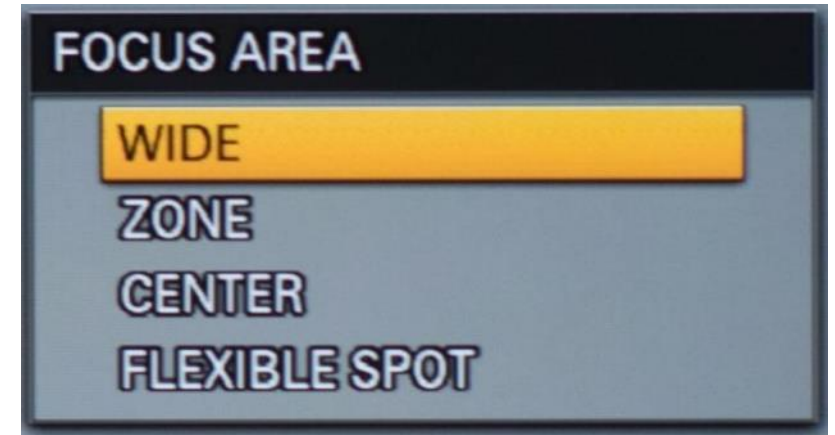 FOCUS AREA
WIDE
ZONE
CENTER
FLEXIBLE SPOT